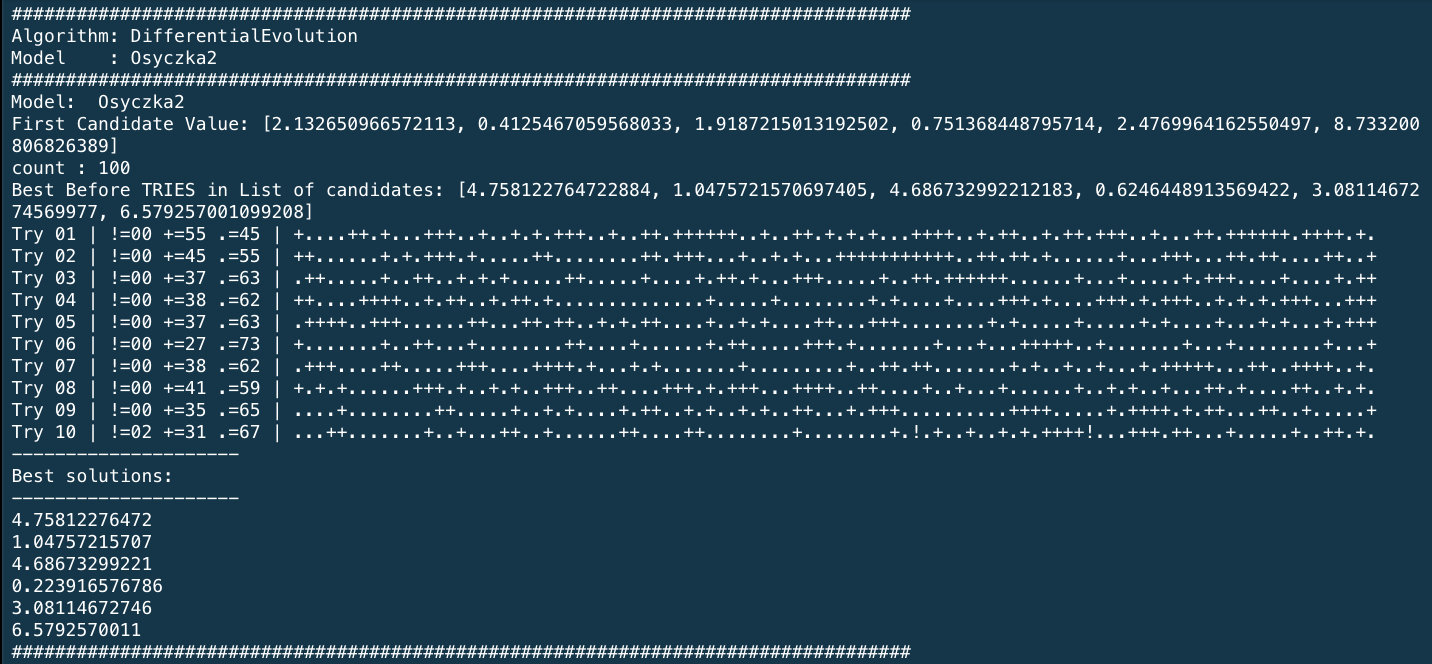 ###################################################################################
Algorithm: DifferentialEvolution
Model    : Osyczka2
###################################################################################
Model:  Osyczka2
First Candidate Value: [2.132650966572113, 0.4125467059568033, 1.9187215013192502, 0.751368448795714, 2.4769964162550497, 8.733200
806826389]
count : 100
Best Before TRIES in List of candidates: [4.758122764722884, 1.0475721570697405, 4.686732992212183, 0.6246448913569422, 3.08114672
74569977, 6.579257001099208]
Try 01 | !=00 +=55 .=45 | +....++.+...+++..+..+.+.+++..+..++.++++++..+..++.+.+.+.+...++++..+.++..+.++.+++..+...++.++++++.++++.+.
Try 02 | !=00 +=45 .=55 | ++......+.+.+++.+.....++........++.+++...+..+.+...+++++++++++..++.++.+......+...+++...++.++....++..+
Try 03 | !=00 +=37 .=63 | .++.....+..++..+.+.+.....++.....+....+.++.+...+++.....+..++.++++++......+...+.....+.+++....+....+.++
Try 04 | !=00 +=38 .=62 | ++....++++..+.++..+.++.+..............+.....+........+.+....+....+++.+....+++.+.+++..+.+.+.+++...+++
Try 05 | !=00 +=37 .=63 | .++++..+++......++...++.++..+.+.++....+..+.+....++...+++........+.+......+.....+.+....+....+...+.+++
Try 06 | !=00 +=27 .=73 | +.......+..++...+........++....+......+.++......+++.+.......+...+...+++++..+.......+......+......+...+
Try 07 | !=00 +=38 .=62 | .+++....++.....+++....++++.+...+.+.......+.........+..++.++.......+.+..+...+..+.+++++...++..++++..+.
Try 08 | !=00 +=41 .=59 | +.+.+......+++.+..+.+.+..+++...++....+++.+.+++...++++..++....+..+....+......+..+.+..+...++.+....++..+.+.
Try 09 | !=00 +=35 .=65 | ....+........++.....+..+.+....+.++..+.+..+.+..++...+.+++..........++++.....+.++++.+.++...++..+.....+
Try 10 | !=02 +=31 .=67 | ...++.......+..+...++..+......++....++........+........+.!.+..+..+.+.++++!...+++.++...+.....+..++.+.
---------------------
Best solutions:
---------------------
4.75812276472
1.04757215707
4.68673299221
0.223916576786
3.08114672746
6.5792570011
###################################################################################